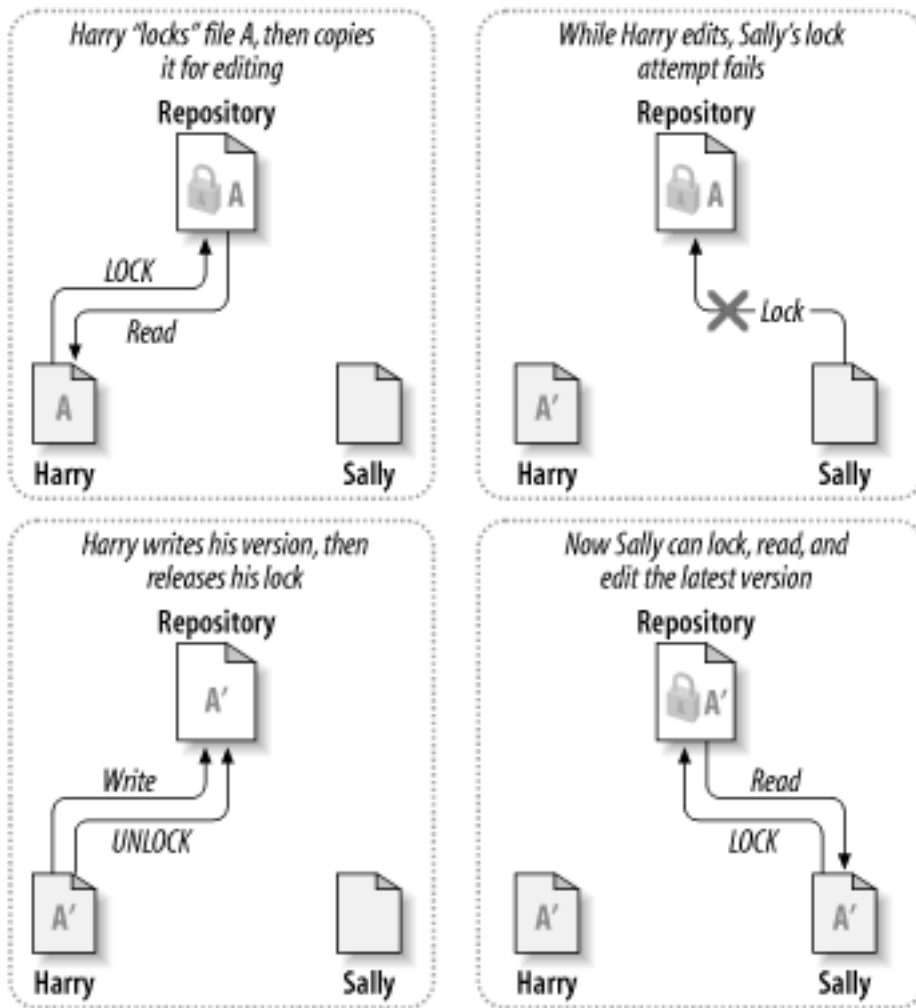 Harry “locks” file A, then copies
it for editing
Repository
A
LOCK
Read
A
Harry
Sally
While Harry edits, Sally’s lock
attempt fails
Repository
A
Lock
A′
Harry
Sally
Harry writes his version, then
releases his lock
Repository
A′
Write
UNLOCK
A′
Harry
Sally
Now Sally can lock, read, and
edit the latest version
Repository
A′
Read
LOCK
A′
A′
Harry
Sally